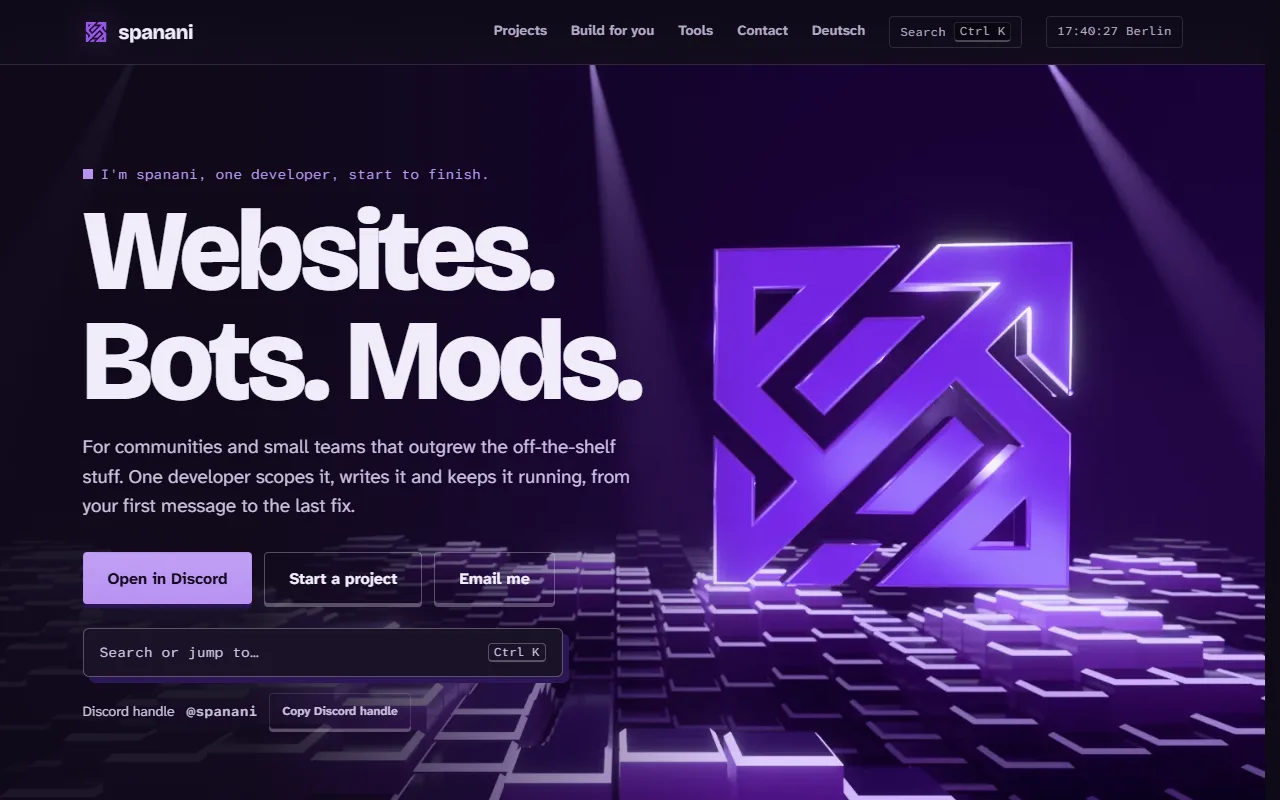 spanani
Projects
Build for you
Tools
Contact
Deutsch
Search Ctrl K
17:40:27 Berlin
I'm spanani, one developer, start to finish.
Websites.
Bots. Mods.
For communities and small teams that outgrew the off-the-shelf
stuff. One developer scopes it, writes it and keeps it running, from
your first message to the last fix.
Open in Discord
Start a project
Email me
Search or jump to…
Ctrl K
Discord handle @spanani
Copy Discord handle